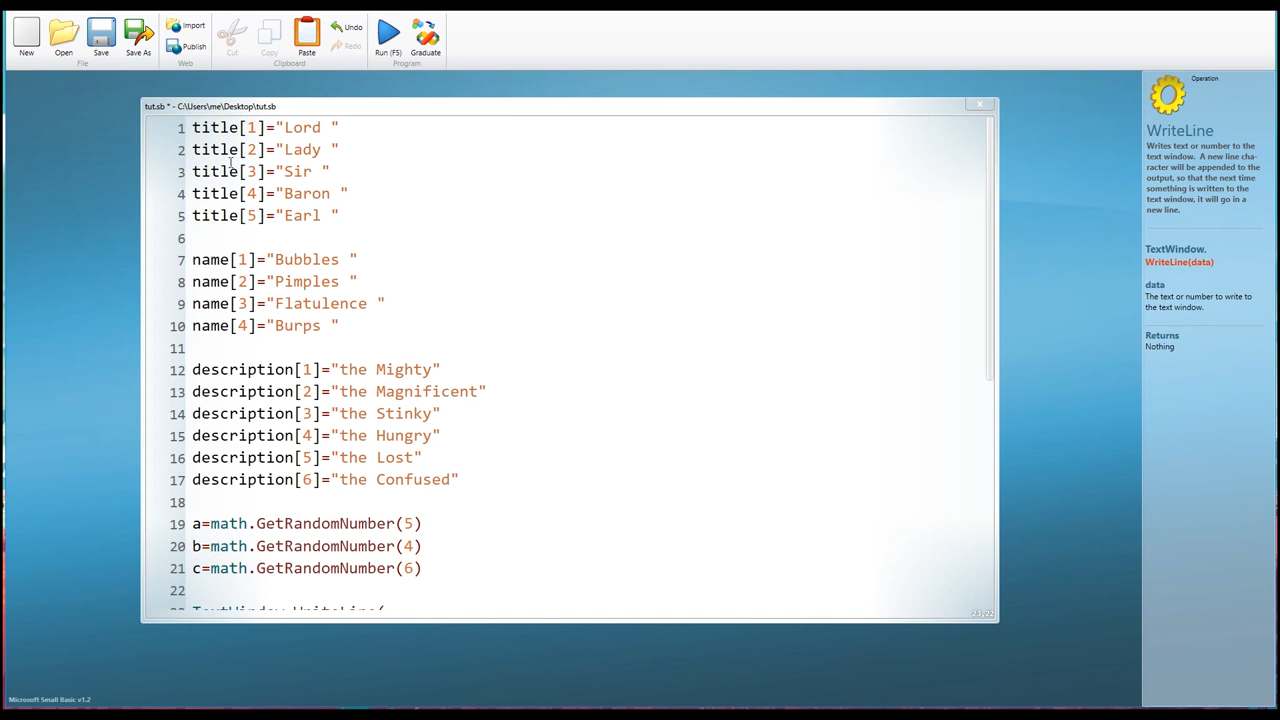 New
Open
Save
Save As
File
Import
Publish
Web
Cut
Copy
Paste
Undo
Redo
Clipboard
Run (F5)
Graduate
Program
tut.sb * - C:\Users\me\Desktop\tut.sb
x
1 title[1]="Lord "
2 title[2]="Lady "
3 title[3]="Sir "
4 title[4]="Baron "
5 title[5]="Earl "
6
7 name[1]="Bubbles "
8 name[2]="Pimples "
9 name[3]="Flatulence "
10 name[4]="Burps "
11
12 description[1]="the Mighty"
13 description[2]="the Magnificent"
14 description[3]="the Stinky"
15 description[4]="the Hungry"
16 description[5]="the Lost"
17 description[6]="the Confused"
18
19 a=math.GetRandomNumber(5)
20 b=math.GetRandomNumber(4)
21 c=math.GetRandomNumber(6)
22
23 TextWindow.WriteLine(
23,22
Operation
WriteLine
Writes text or number to the
text window. A new line cha-
racter will be appended to the
output, so that the next time
something is written to the
text window, it will go in a
new line.
TextWindow.
WriteLine(data)
data
The text or number to write to
the text window.
Returns
Nothing
Microsoft Small Basic v1.2